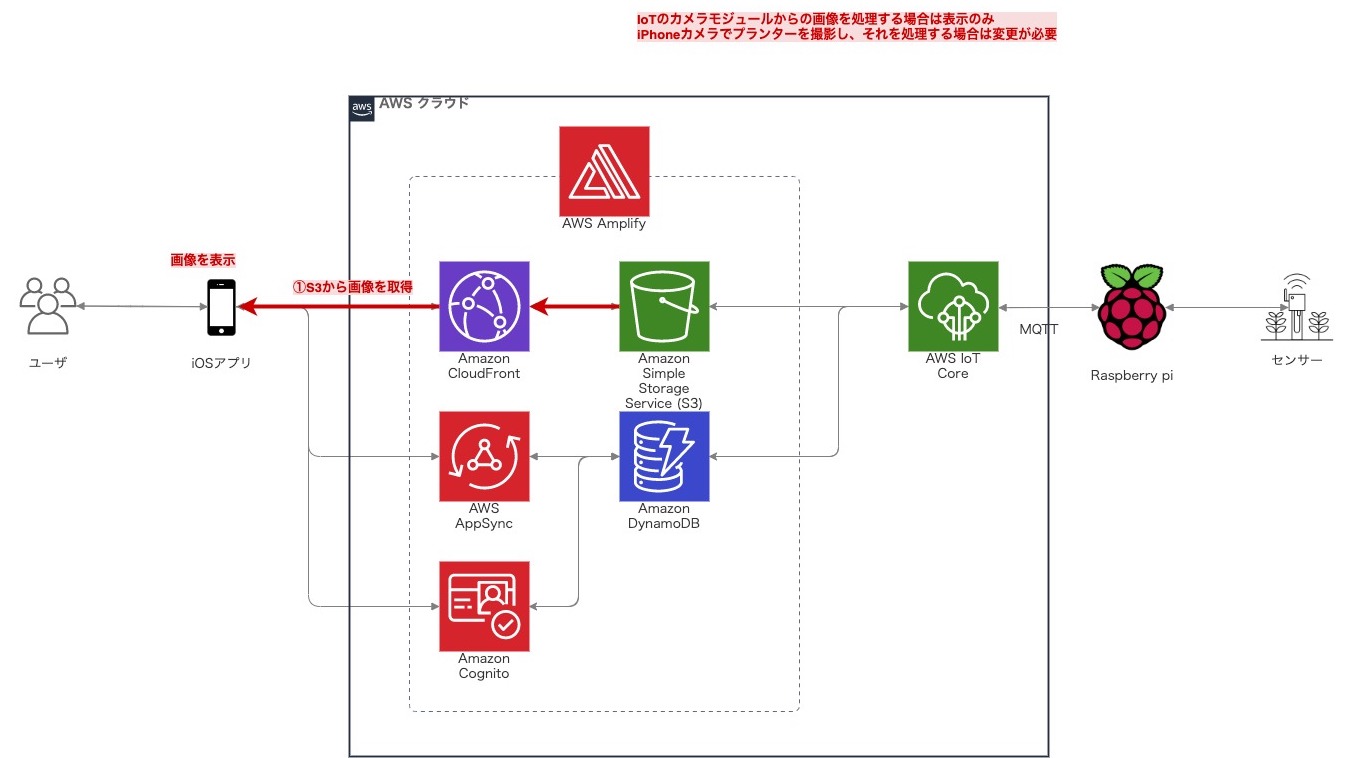 IoTのカメラモジュールからの画像を処理する場合は表示のみ
iPhoneカメラでプランターを撮影し、それを処理する場合は変更が必要
aws
AWS クラウド
AWS Amplify
画像を表示
①S3から画像を取得
ユーザ
iOSアプリ
Amazon
CloudFront
Amazon
Simple
Storage
Service (S3)
AWS IoT
Core
MQTT
Raspberry pi
センサー
AWS
AppSync
Amazon
DynamoDB
Amazon
Cognito